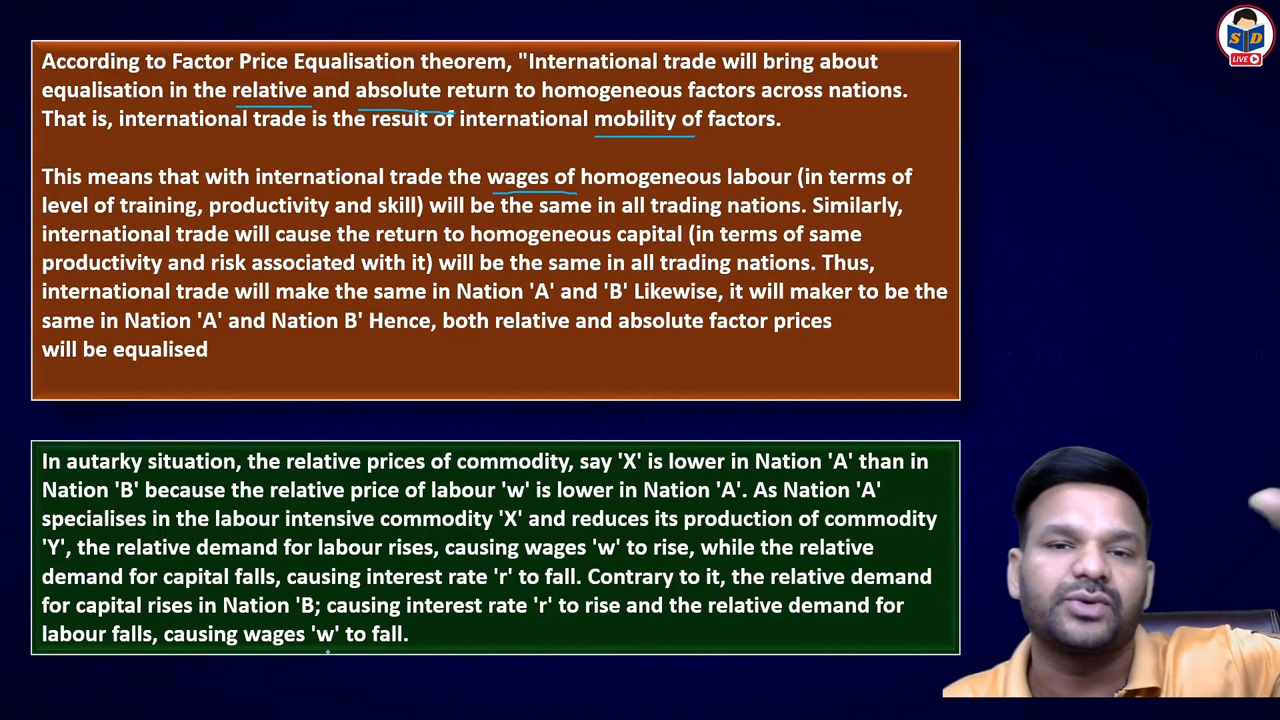 According to Factor Price Equalisation theorem, "International trade will bring about
equalisation in the relative and absolute return to homogeneous factors across nations.
That is, international trade is the result of international mobility of factors.
This means that with international trade the wages of homogeneous labour (in terms of
level of training, productivity and skill) will be the same in all trading nations. Similarly,
international trade will cause the return to homogeneous capital (in terms of same
productivity and risk associated with it) will be the same in all trading nations. Thus,
international trade will make the same in Nation 'A' and 'B' Likewise, it will maker to be the
same in Nation 'A' and Nation B' Hence, both relative and absolute factor prices
will be equalised
In autarky situation, the relative prices of commodity, say 'X' is lower in Nation 'A' than in
Nation 'B' because the relative price of labour 'w' is lower in Nation 'A'. As Nation 'A'
specialises in the labour intensive commodity 'X' and reduces its production of commodity
'Y', the relative demand for labour rises, causing wages 'w' to rise, while the relative
demand for capital falls, causing interest rate 'r' to fall. Contrary to it, the relative demand
for capital rises in Nation 'B; causing interest rate 'r' to rise and the relative demand for
labour falls, causing wages 'w' to fall.
S D
LIVE